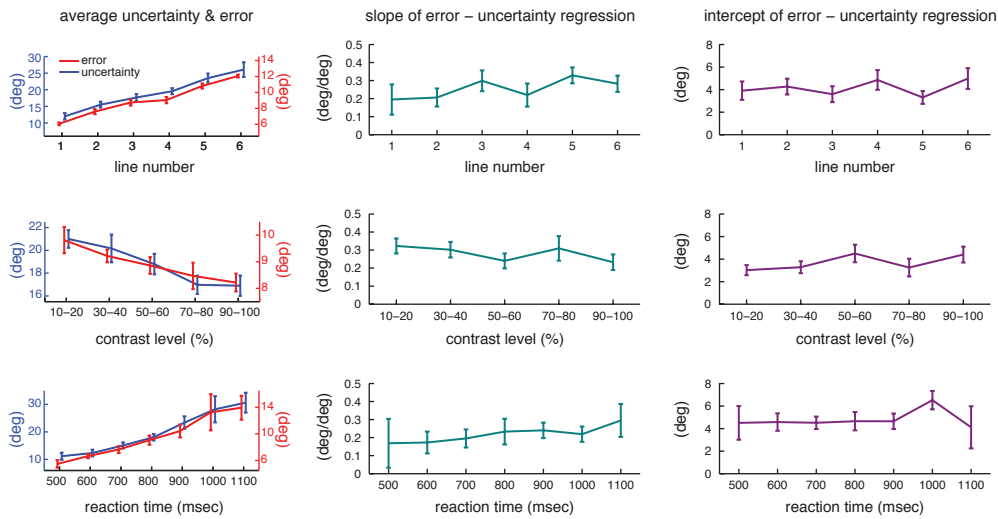 average uncertainty & error
slope of error – uncertainty regression
intercept of error – uncertainty regression
30
25
20
15
10
(deg)
error
uncertainty
14
12
10
8
6
(deg)
1 2 3 4 5 6
line number
0.5
0.4
0.3
0.2
0.1
0
(deg/deg)
1 2 3 4 5 6
line number
8
6
4
2
0
(deg)
1 2 3 4 5 6
line number
22
20
18
16
(deg)
10
9
8
(deg)
10–20 30–40 60–60 70–80 90–100
contrast level (%)
0.5
0.4
0.3
0.2
0.1
0
(deg/deg)
10–20 30–40 60–60 70–80 90–100
contrast level (%)
8
6
4
2
0
(deg)
10–20 30–40 60–60 70–80 90–100
contrast level (%)
30
20
10
(deg)
14
10
6
(deg)
500 600 700 800 900 1000 1100
reaction time (msec)
0.5
0.4
0.3
0.2
0.1
0
(deg/deg)
500 600 700 800 900 1000 1100
reaction time (msec)
8
6
4
2
0
(deg)
500 600 700 800 900 1000 1100
reaction time (msec)